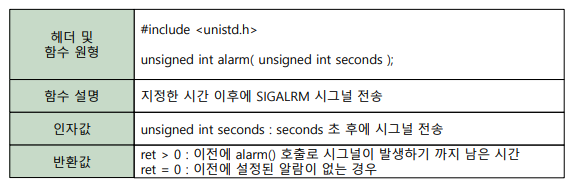 헤더 및
함수 원형
#include <unistd.h>
unsigned int alarm( unsigned int seconds );
함수 설명
지정한 시간 이후에 SIGALRM 시그널 전송
인자값
unsigned int seconds : seconds 초 후에 시그널 전송
반환값
ret > 0 : 이전에 alarm() 호출로 시그널이 발생하기 까지 남은 시간
ret = 0 : 이전에 설정된 알람이 없는 경우